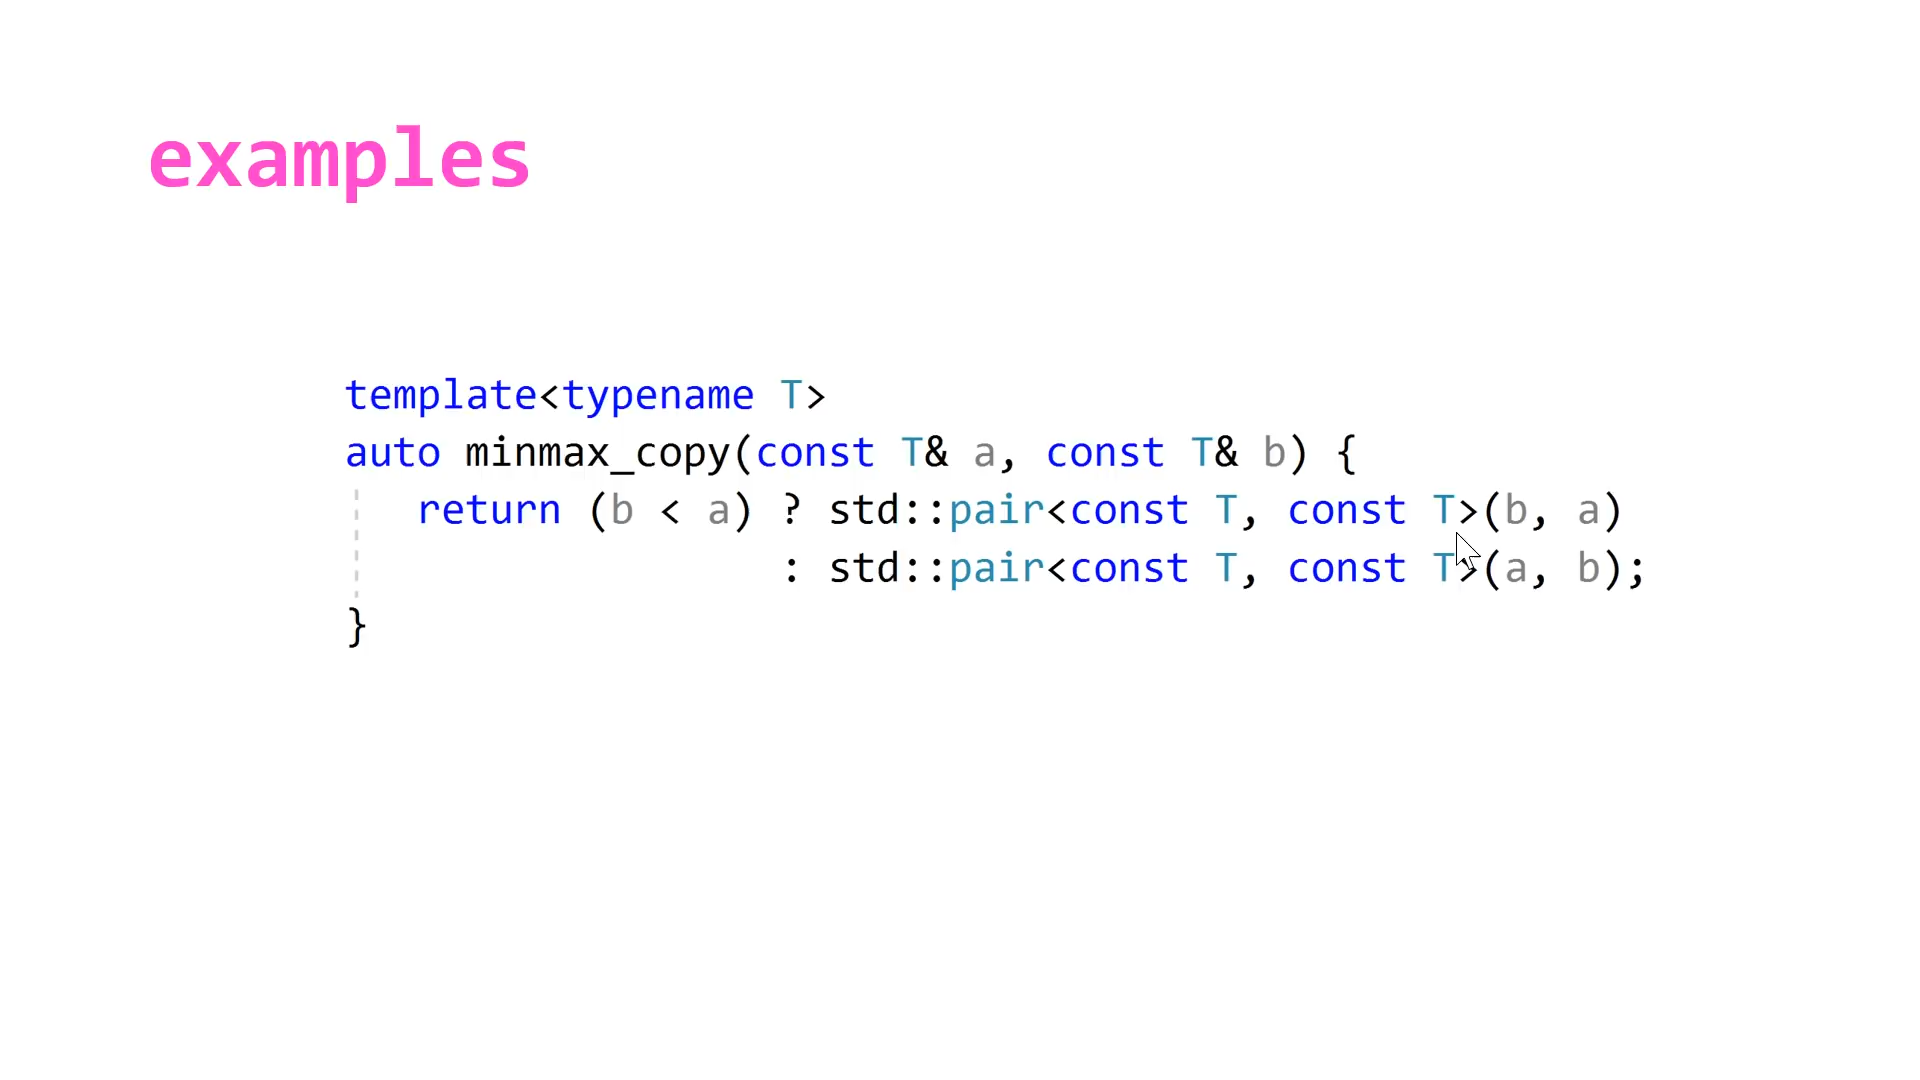 examples
template<typename T>
auto minmax_copy(const T& a, const T& b) {
   return (b < a) ? std::pair<const T, const T>(b, a)
                  : std::pair<const T, const T>(a, b);
}